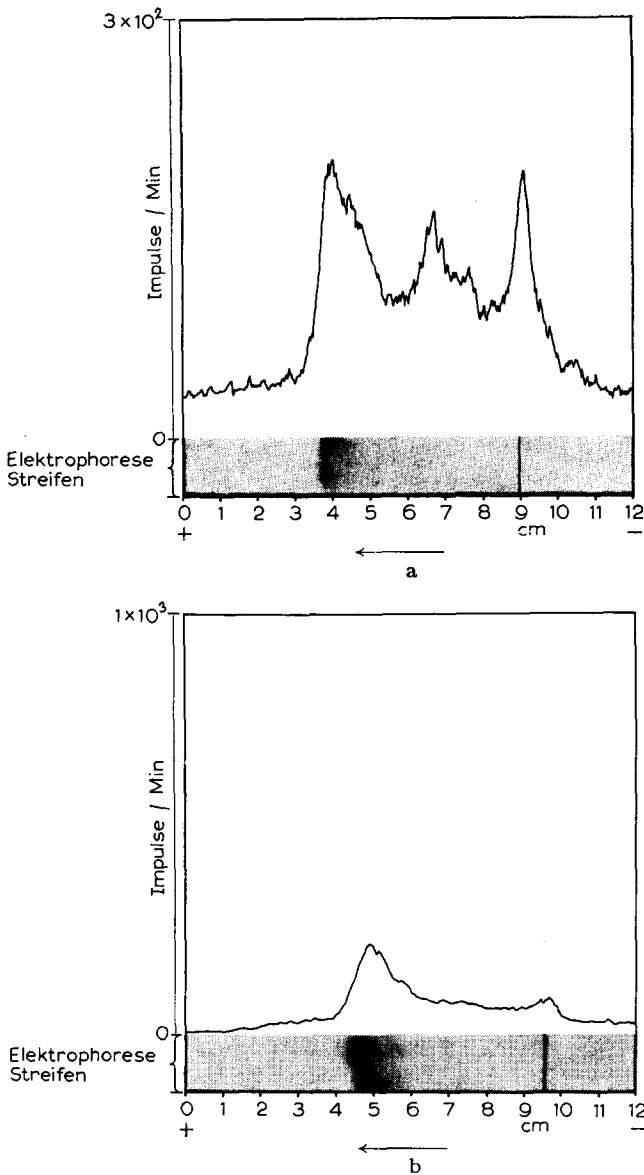 3×10²
Impulse / Min
0
Elektrophorese
Streifen
0 1 2 3 4 5 6 7 8 9 10 11 12
+ cm −
a
1×10³
Impulse / Min
0
Elektrophorese
Streifen
0 1 2 3 4 5 6 7 8 9 10 11 12
+ cm −
b